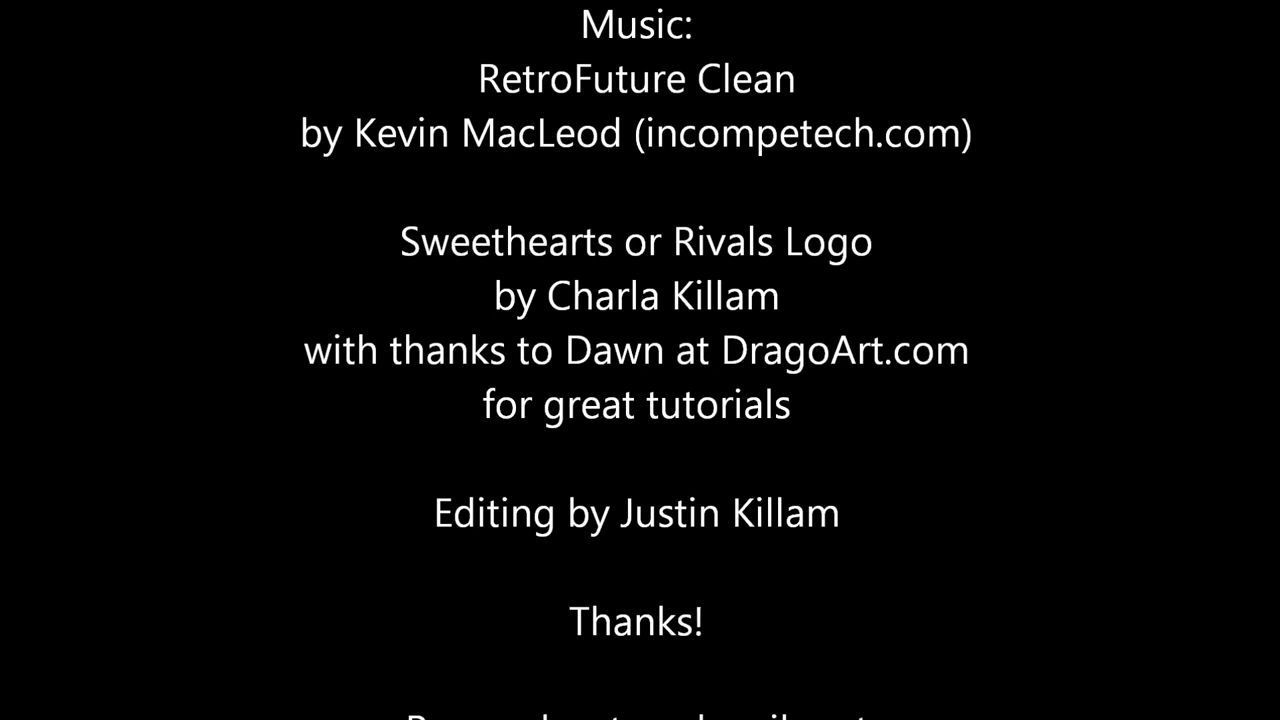 Music:
RetroFuture Clean
by Kevin MacLeod (incompetech.com)
Sweethearts or Rivals Logo
by Charla Killam
with thanks to Dawn at DragoArt.com
for great tutorials
Editing by Justin Killam
Thanks!